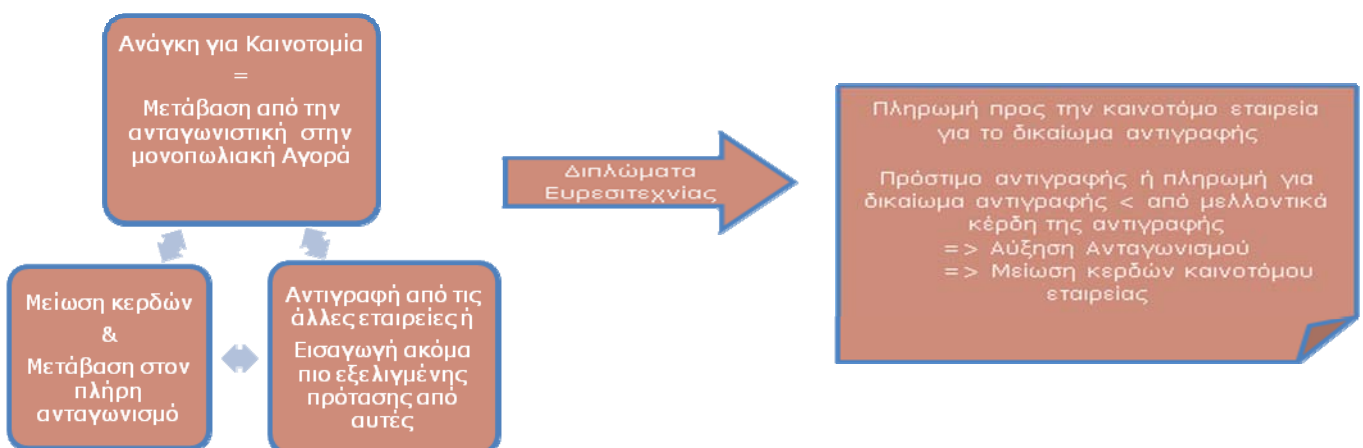 Ανάγκη για Καινοτομία
=
Μετάβαση από την
ανταγωνιστική στην
μονοπωλιακή Αγορά
Μείωση κερδών
&
Μετάβαση στον
πλήρη
ανταγωνισμό
Αντιγραφή από τις
άλλες εταιρείες ή
Εισαγωγή ακόμα
πιο εξελιγμένης
πρότασης από
αυτές
Διπλώματα
Ευρεσιτεχνίας
Πληρωμή προς την καινοτόμο εταιρεία
για το δικαίωμα αντιγραφής
Πρόστιμο αντιγραφής ή πληρωμή για
δικαίωμα αντιγραφής < από μελλοντικά
κέρδη της αντιγραφής
=> Αύξηση Ανταγωνισμού
=> Μείωση κερδών καινοτόμου
εταιρείας